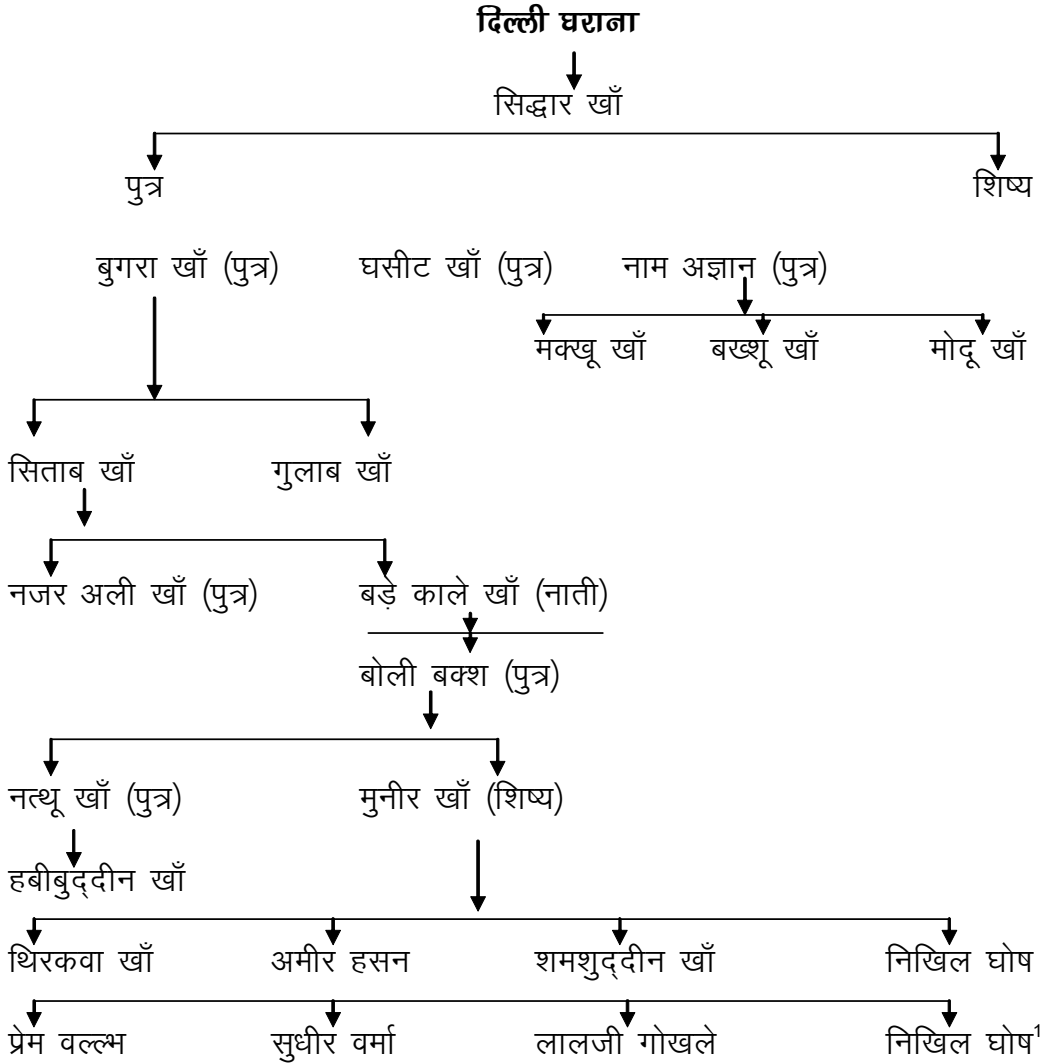 दिल्ली घराना
सिद्धार खाँ
पुत्र शिष्य
बुगरा खाँ (पुत्र) घसीट खाँ (पुत्र) नाम अज्ञान (पुत्र)
मक्खू खाँ बख्शू खाँ मोदू खाँ
सिताब खाँ गुलाब खाँ
नजर अली खाँ (पुत्र) बड़े काले खाँ (नाती)
बोली बक्श (पुत्र)
नत्थू खाँ (पुत्र) मुनीर खाँ (शिष्य)
हबीबुद्दीन खाँ
थिरकवा खाँ अमीर हसन शमशुद्दीन खाँ निखिल घोष
प्रेम वल्ल्भ सुधीर वर्मा लालजी गोखले निखिल घोष¹